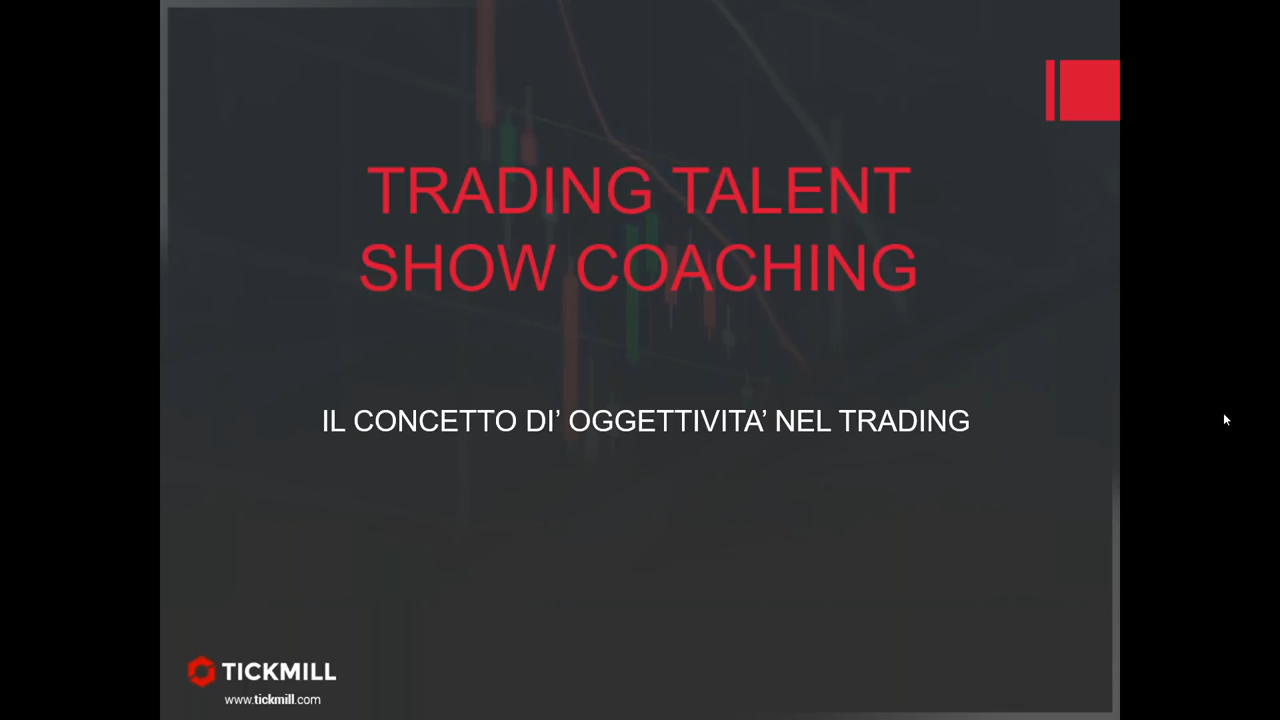 TRADING TALENT
SHOW COACHING
IL CONCETTO DI’ OGGETTIVITA’ NEL TRADING
TICKMILL
www.tickmill.com